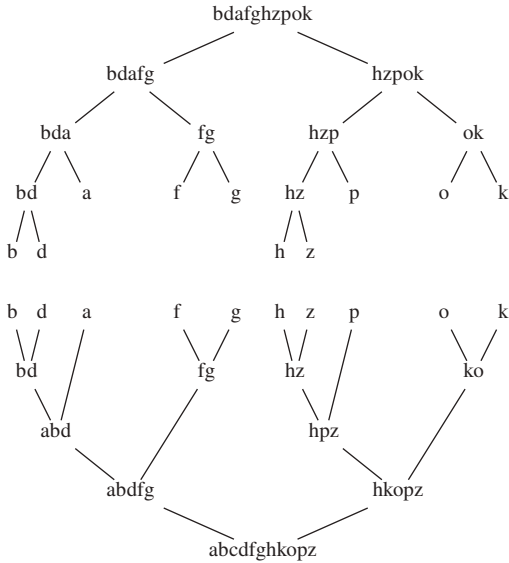 bdafghzpok
bdafg hzpok
bda fg hzp ok
bd a f g hz p o k
b d h z
b d a f g h z p o k
bd fg hz ko
abd hpz
abdfg hkopz
abcdfghkopz